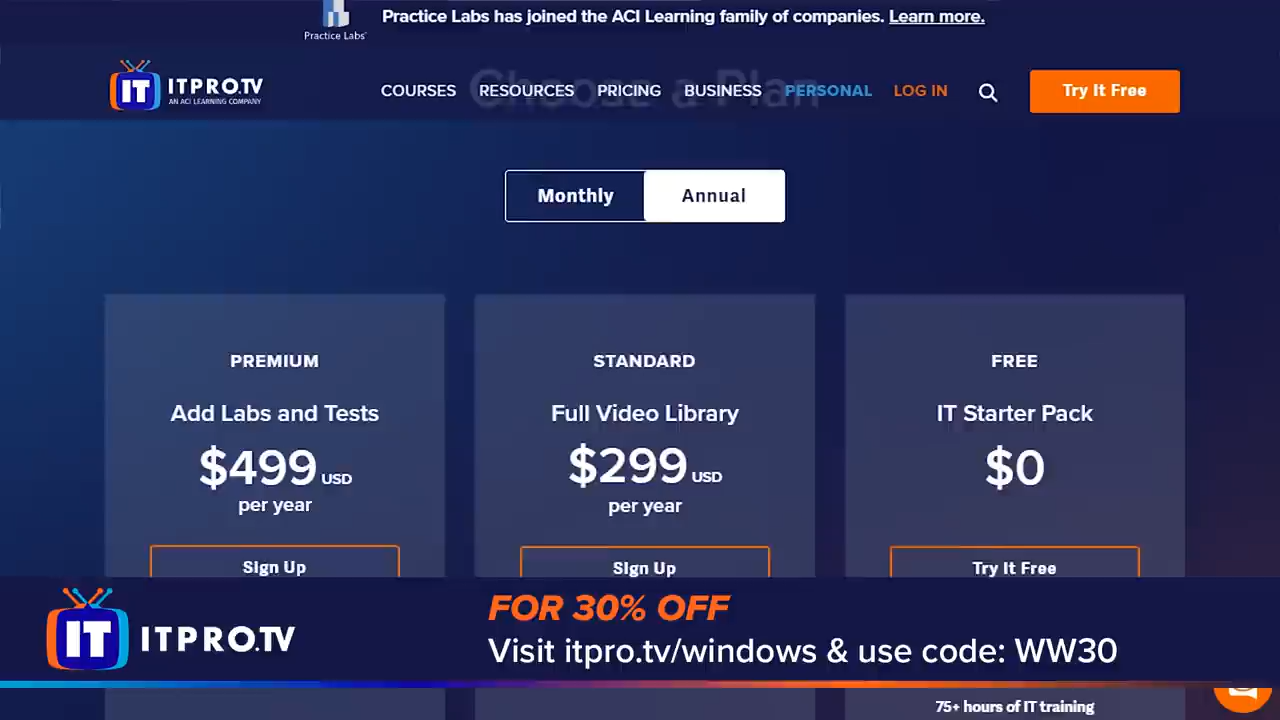 Practice Labs has joined the ACI Learning family of companies. Learn more.
Practice Labs
IT ITPRO.TV
AN ACI LEARNING COMPANY
COURSES RESOURCES PRICING BUSINESS PERSONAL LOG IN Try It Free
Choose a Plan
Monthly Annual
PREMIUM
Add Labs and Tests
$499 USD
per year
Sign Up
STANDARD
Full Video Library
$299 USD
per year
Sign Up
FREE
IT Starter Pack
$0
Try It Free
IT ITPRO.TV
FOR 30% OFF
Visit itpro.tv/windows & use code: WW30
75+ hours of IT training